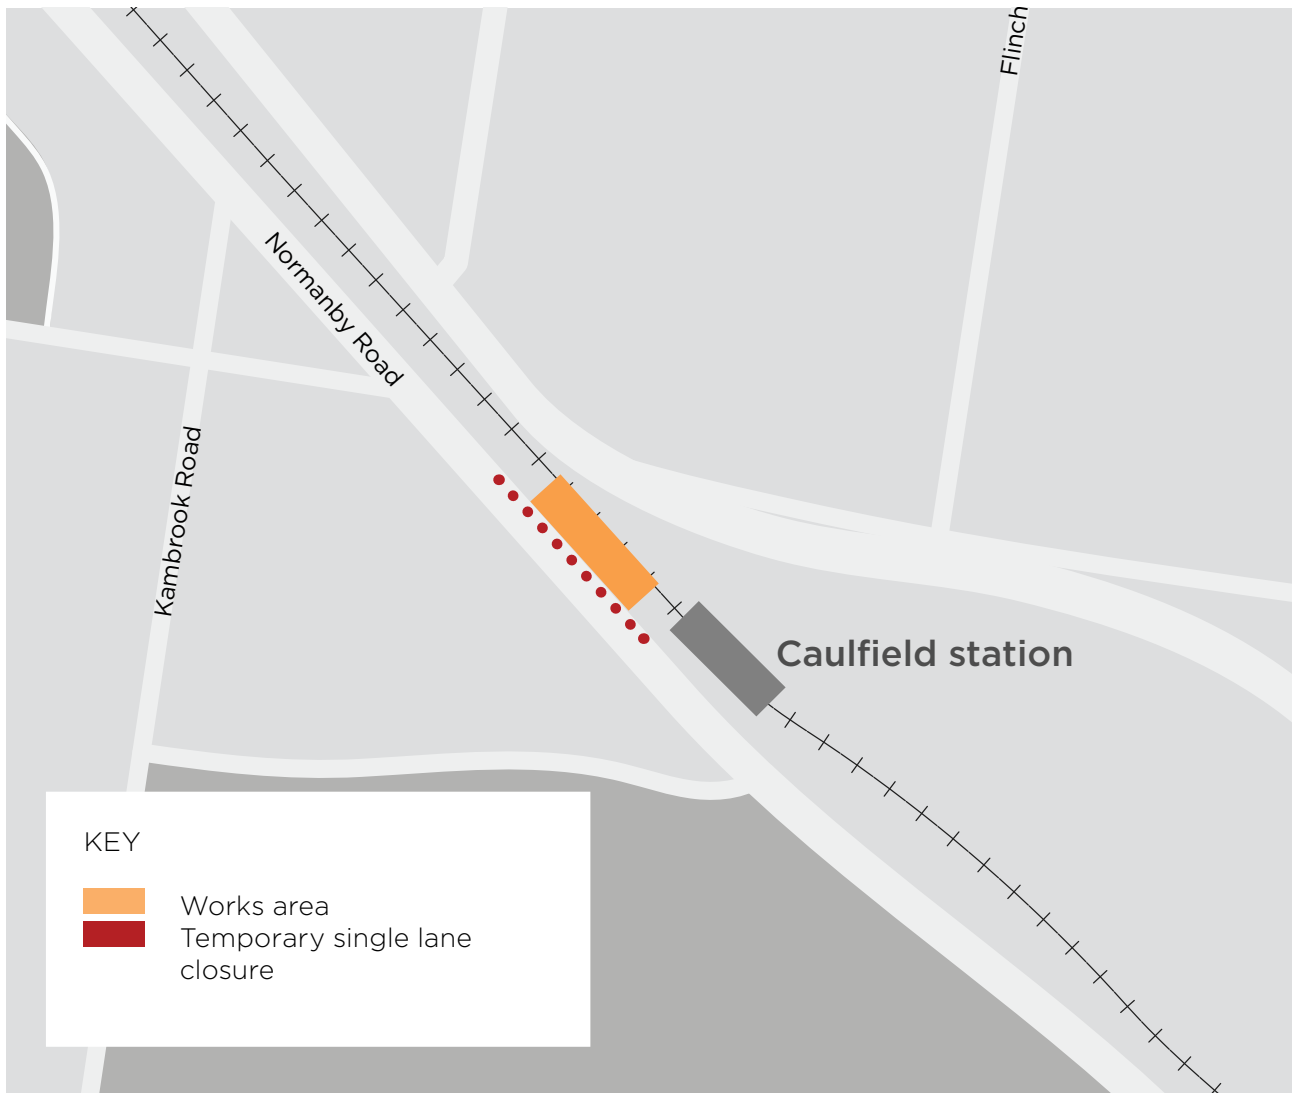 Flinch
Normanby Road
Kambrook Road
Caulfield station
KEY
Works area
Temporary single lane
closure